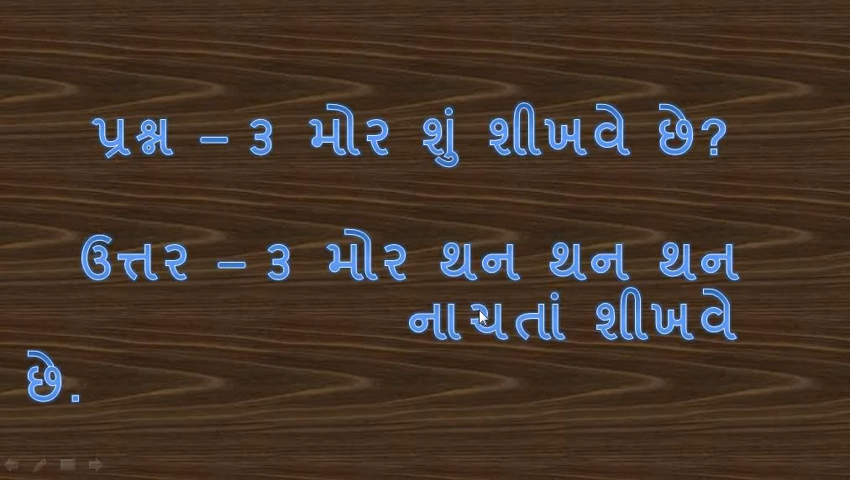 પ્રશ્ન – ૩ મોર શું શીખવે છે?
ઉત્તર – ૩ મોર થન થન થન
નાચતાં શીખવે
છે.